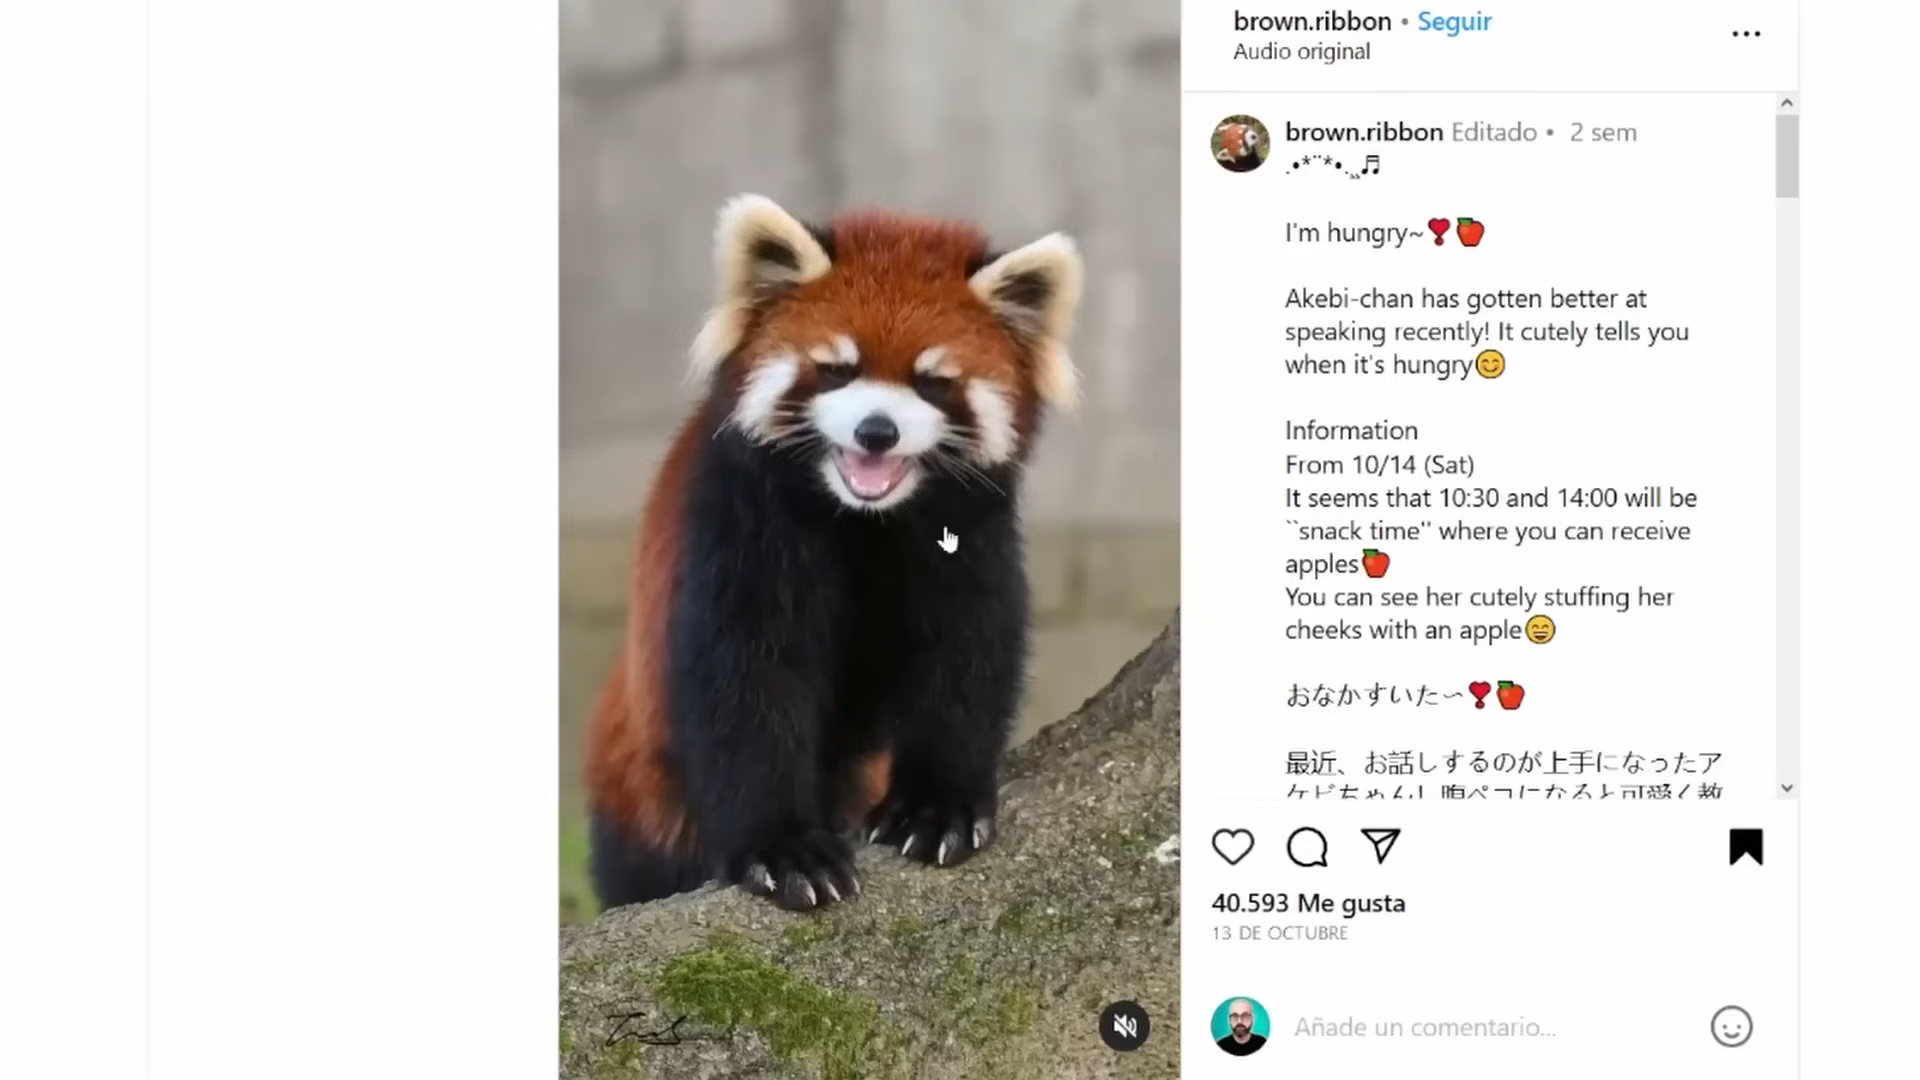 brown.ribbon • Seguir
Audio original
brown.ribbon Editado • 2 sem
.•*¨*•.¸¸♬
I'm hungry~❣️🍎
Akebi-chan has gotten better at
speaking recently! It cutely tells you
when it's hungry😊
Information
From 10/14 (Sat)
It seems that 10:30 and 14:00 will be
``snack time'' where you can receive
apples🍎
You can see her cutely stuffing her
cheeks with an apple😄
おなかすいた〜❣️🍎
最近、お話しするのが上手になったア
40.593 Me gusta
13 DE OCTUBRE
Añade un comentario...